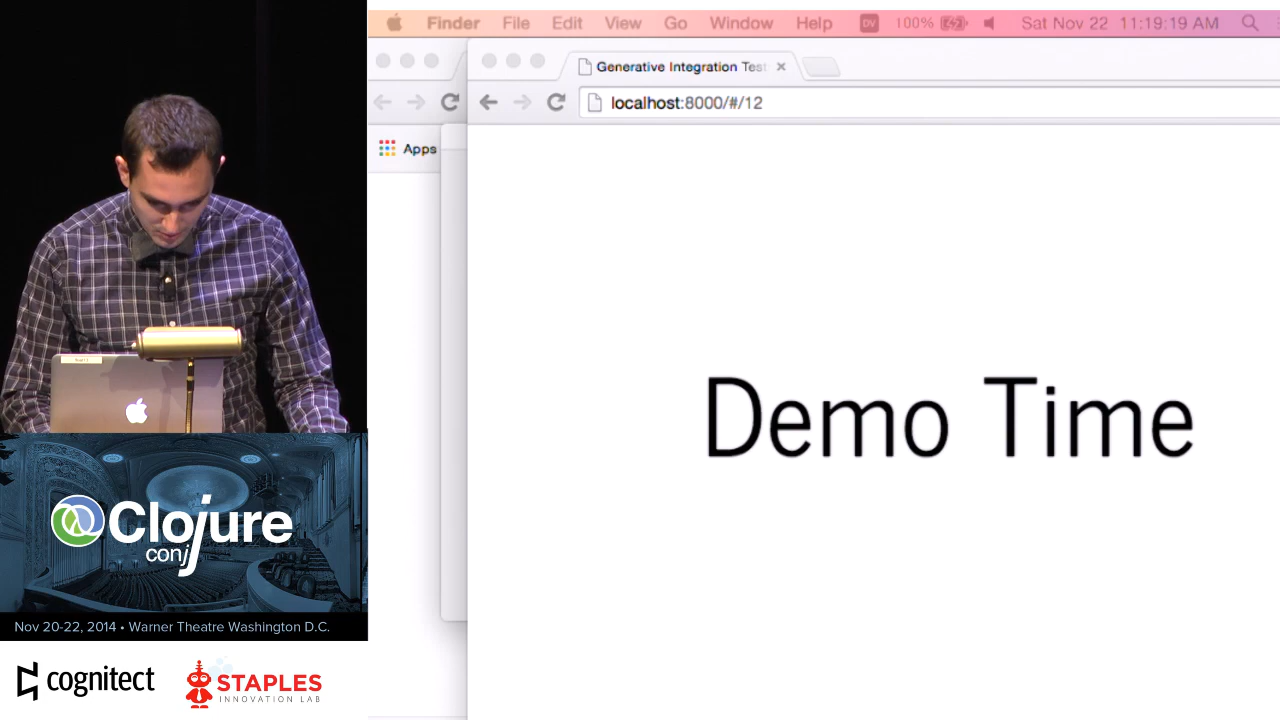 Finder File Edit View Go Window Help DV 100% Sat Nov 22 11:19:19 AM
Generative Integration Test
localhost:8000/#/12
Apps
Demo Time
Clojure
conj
Nov 20-22, 2014 • Warner Theatre Washington D.C.
cognitect
STAPLES
INNOVATION LAB